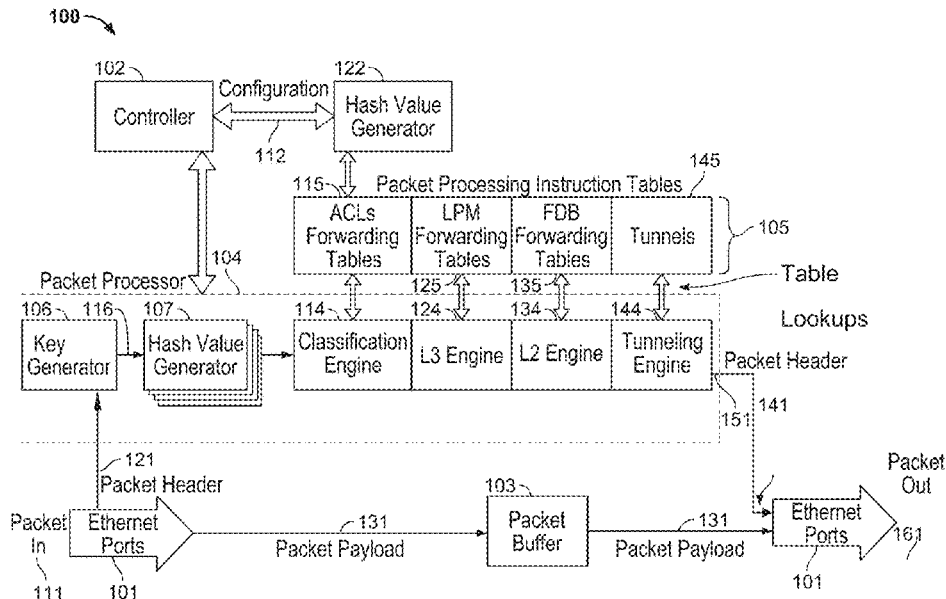 100
102
122
Configuration
Controller
Hash Value
Generator
112
115
Packet Processing Instruction Tables
145
ACLs
Forwarding
Tables
LPM
Forwarding
Tables
FDB
Forwarding
Tables
Tunnels
105
Packet Processor
104
125
135
Table
Lookups
106
116
107
114
124
134
144
Key
Generator
Hash Value
Generator
Classification
Engine
L3 Engine
L2 Engine
Tunneling
Engine
Packet Header
151
141
121
Packet Header
103
Packet
Out
Packet
In
Ethernet
Ports
131
Packet Payload
Packet
Buffer
131
Packet Payload
Ethernet
Ports
161
111
101
101